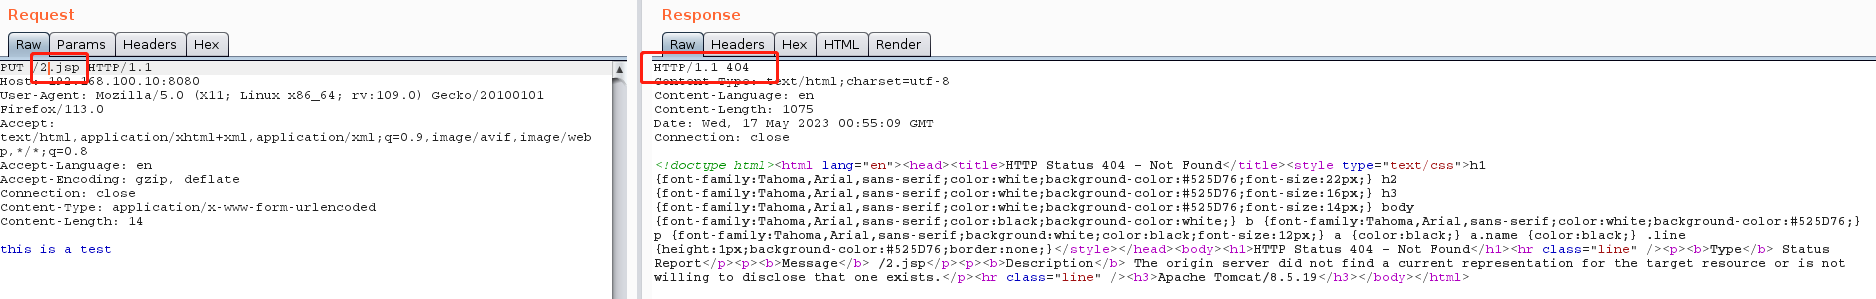 Request
Raw Params Headers Hex
PUT /2.jsp HTTP/1.1
Host: 192.168.100.10:8080
User-Agent: Mozilla/5.0 (X11; Linux x86_64; rv:109.0) Gecko/20100101
Firefox/113.0
Accept:
text/html,application/xhtml+xml,application/xml;q=0.9,image/avif,image/web
p,*/*;q=0.8
Accept-Language: en
Accept-Encoding: gzip, deflate
Connection: close
Content-Type: application/x-www-form-urlencoded
Content-Length: 14
this is a test
Response
Raw Headers Hex HTML Render
HTTP/1.1 404
Content-Type: text/html;charset=utf-8
Content-Language: en
Content-Length: 1075
Date: Wed, 17 May 2023 00:55:09 GMT
Connection: close
<!doctype html><html lang="en"><head><title>HTTP Status 404 – Not Found</title><style type="text/css">h1
{font-family:Tahoma,Arial,sans-serif;color:white;background-color:#525D76;font-size:22px;} h2
{font-family:Tahoma,Arial,sans-serif;color:white;background-color:#525D76;font-size:16px;} h3
{font-family:Tahoma,Arial,sans-serif;color:white;background-color:#525D76;font-size:14px;} body
{font-family:Tahoma,Arial,sans-serif;color:black;background-color:white;} b {font-family:Tahoma,Arial,sans-serif;color:white;background-color:#525D76;}
p {font-family:Tahoma,Arial,sans-serif;background:white;color:black;font-size:12px;} a {color:black;} a.name {color:black;} .line
{height:1px;background-color:#525D76;border:none;}</style></head><body><h1>HTTP Status 404 – Not Found</h1><hr class="line" /><p><b>Type</b> Status
Report</p><p><b>Message</b> /2.jsp</p><p><b>Description</b> The origin server did not find a current representation for the target resource or is not
willing to disclose that one exists.</p><hr class="line" /><h3>Apache Tomcat/8.5.19</h3></body></html>